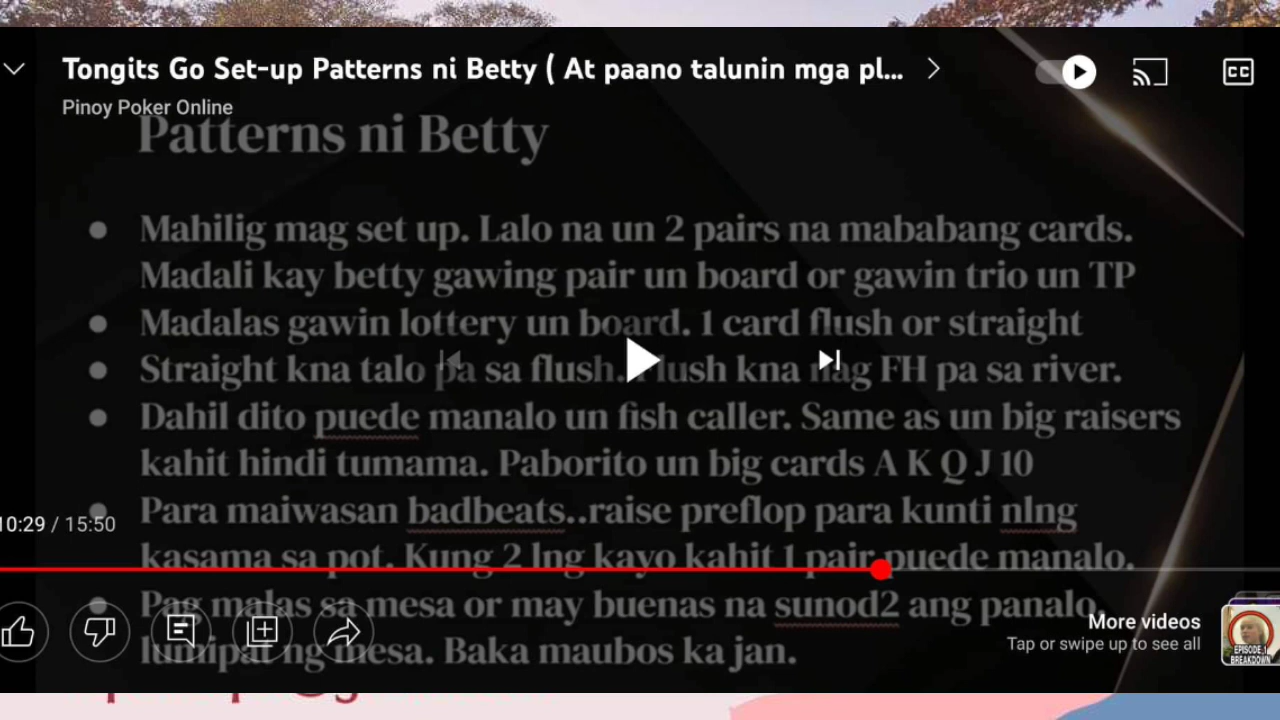 Tongits Go Set-up Patterns ni Betty ( At paano talunin mga pl...
Pinoy Poker Online
Patterns ni Betty
Mahilig mag set up. Lalo na un 2 pairs na mababang cards.
Madali kay betty gawing pair un board or gawin trio un TP
Madalas gawin lottery un board. 1 card flush or straight
Straight kna talo pa sa flush. Flush kna nag FH pa sa river.
Dahil dito puede manalo un fish caller. Same as un big raisers
kahit hindi tumama. Paborito un big cards A K Q J 10
Para maiwasan badbeats..raise preflop para kunti nlng
10:29 / 15:50
kasama sa pot. Kung 2 lng kayo kahit 1 pair puede manalo.
Pag malas sa mesa or may buenas na sunod2 ang panalo,
lumipat ng mesa. Baka maubos ka jan.
More videos
Tap or swipe up to see all
EPISODE 1
BREAKDOWN
CC